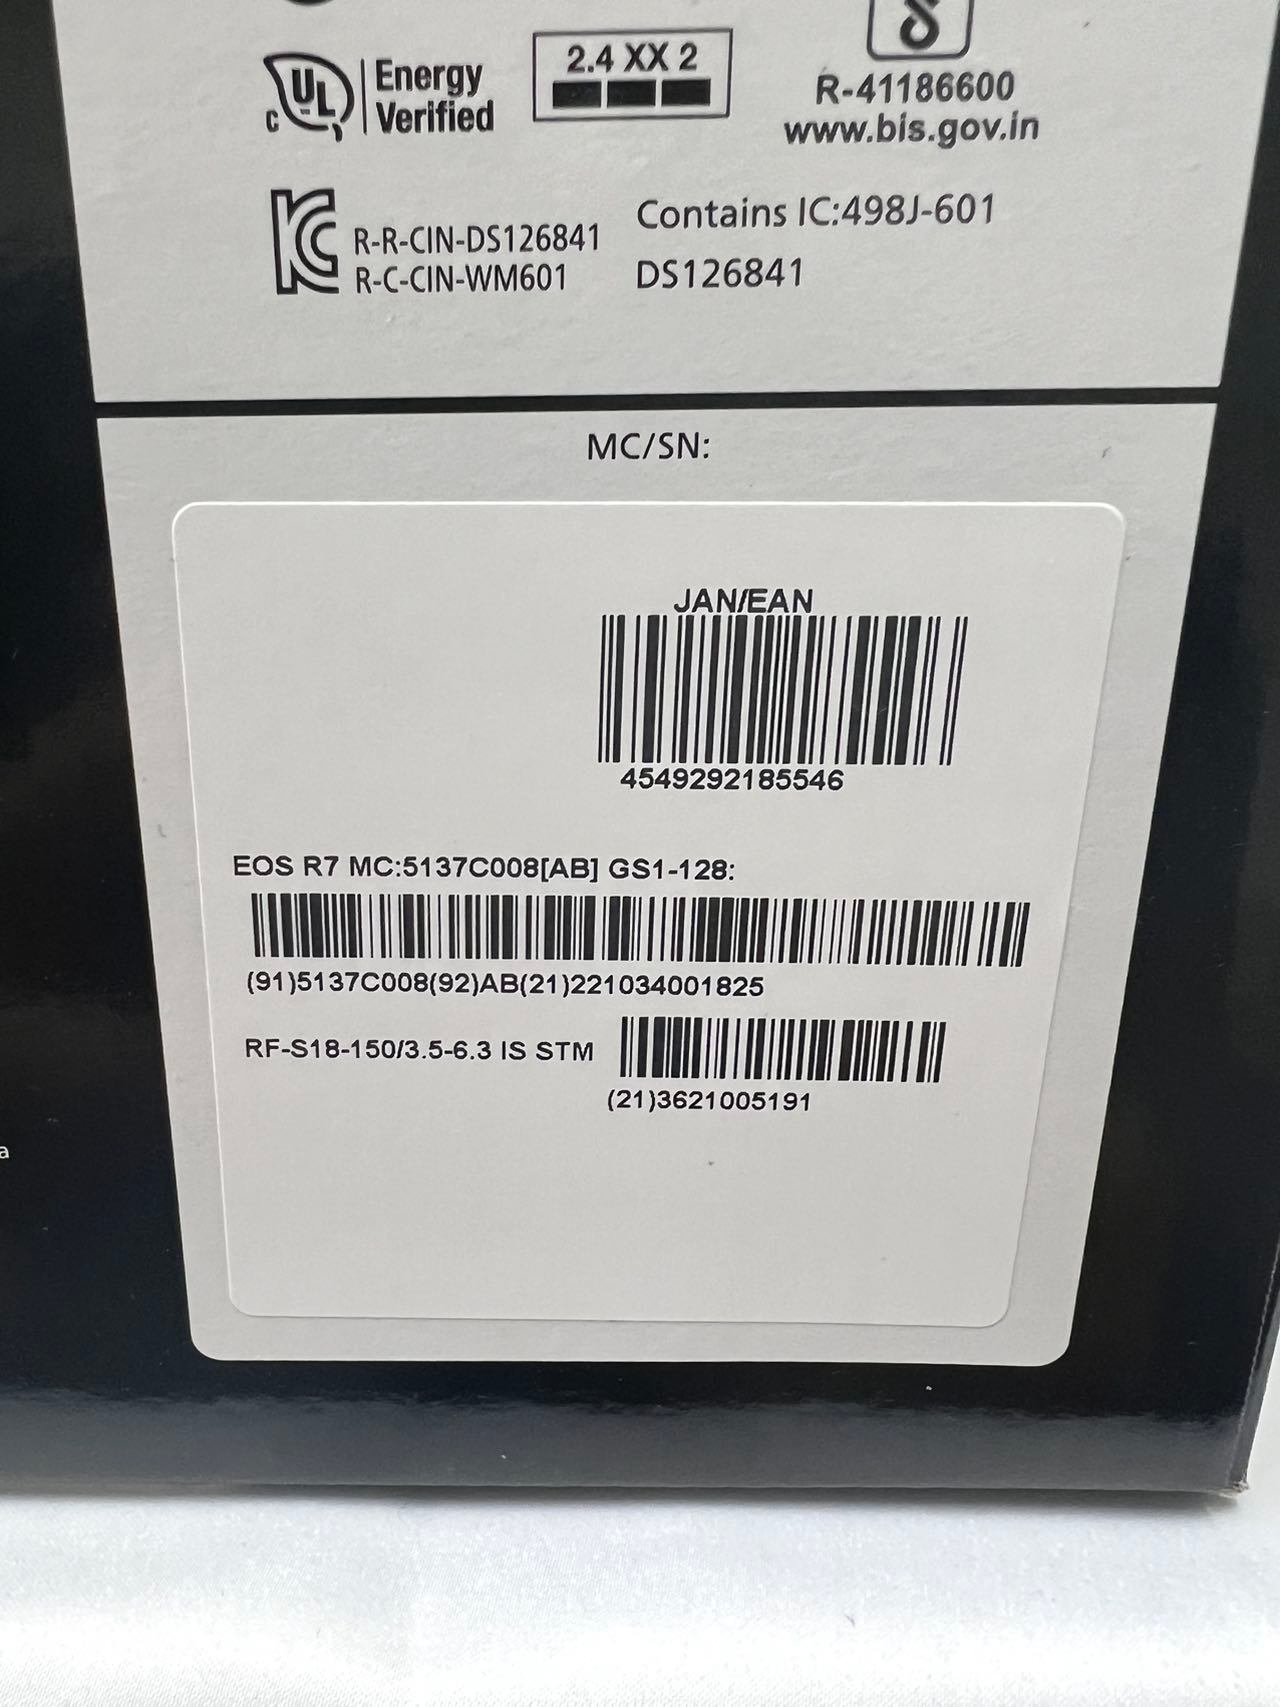 c UL Energy Verified
2.4 XX 2
R-41186600
www.bis.gov.in
R-R-CIN-DS126841
R-C-CIN-WM601
Contains IC:498J-601
DS126841
MC/SN:
JAN/EAN
4549292185546
EOS R7 MC:5137C008[AB] GS1-128:
(91)5137C008(92)AB(21)221034001825
RF-S18-150/3.5-6.3 IS STM
(21)3621005191
a